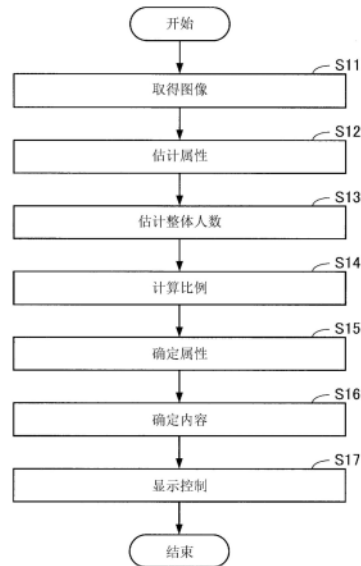 开始
S11
取得图像
S12
估计属性
S13
估计整体人数
S14
计算比例
S15
确定属性
S16
确定内容
S17
显示控制
结束